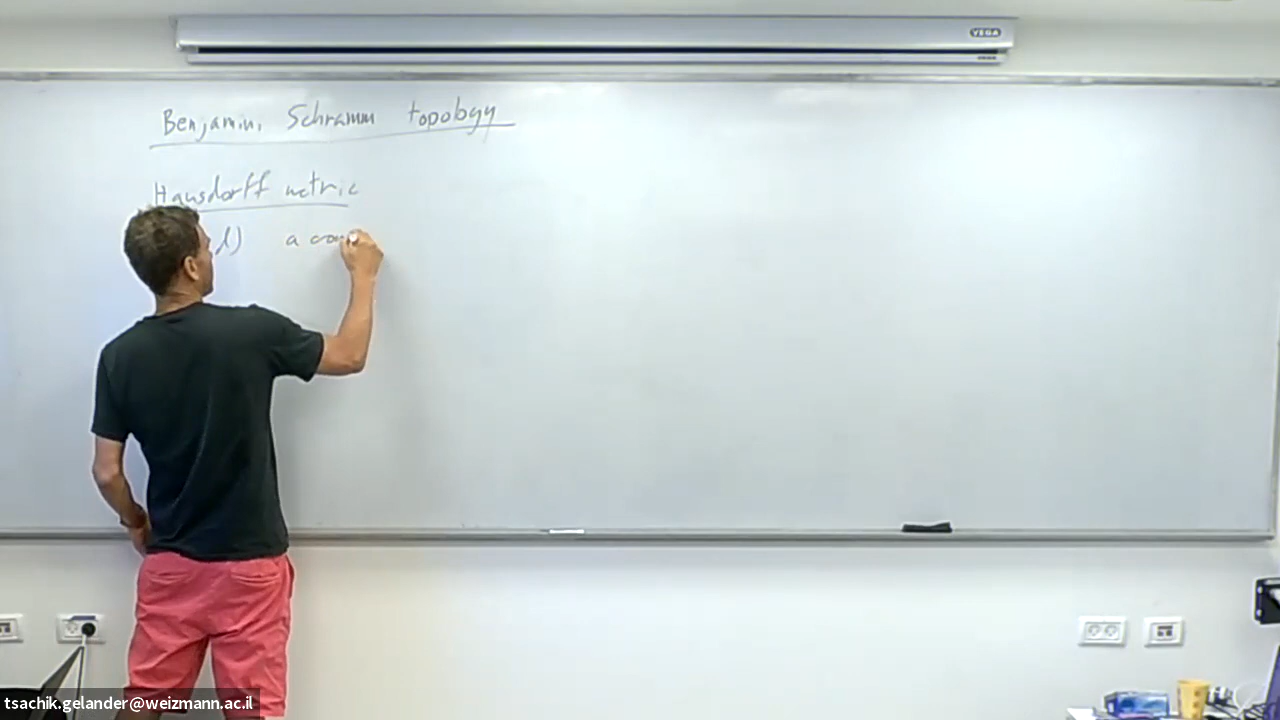 VEGA
Benjamini Schramm topology
Hausdorff metric
d) a com
tsachik.gelander@weizmann.ac.il